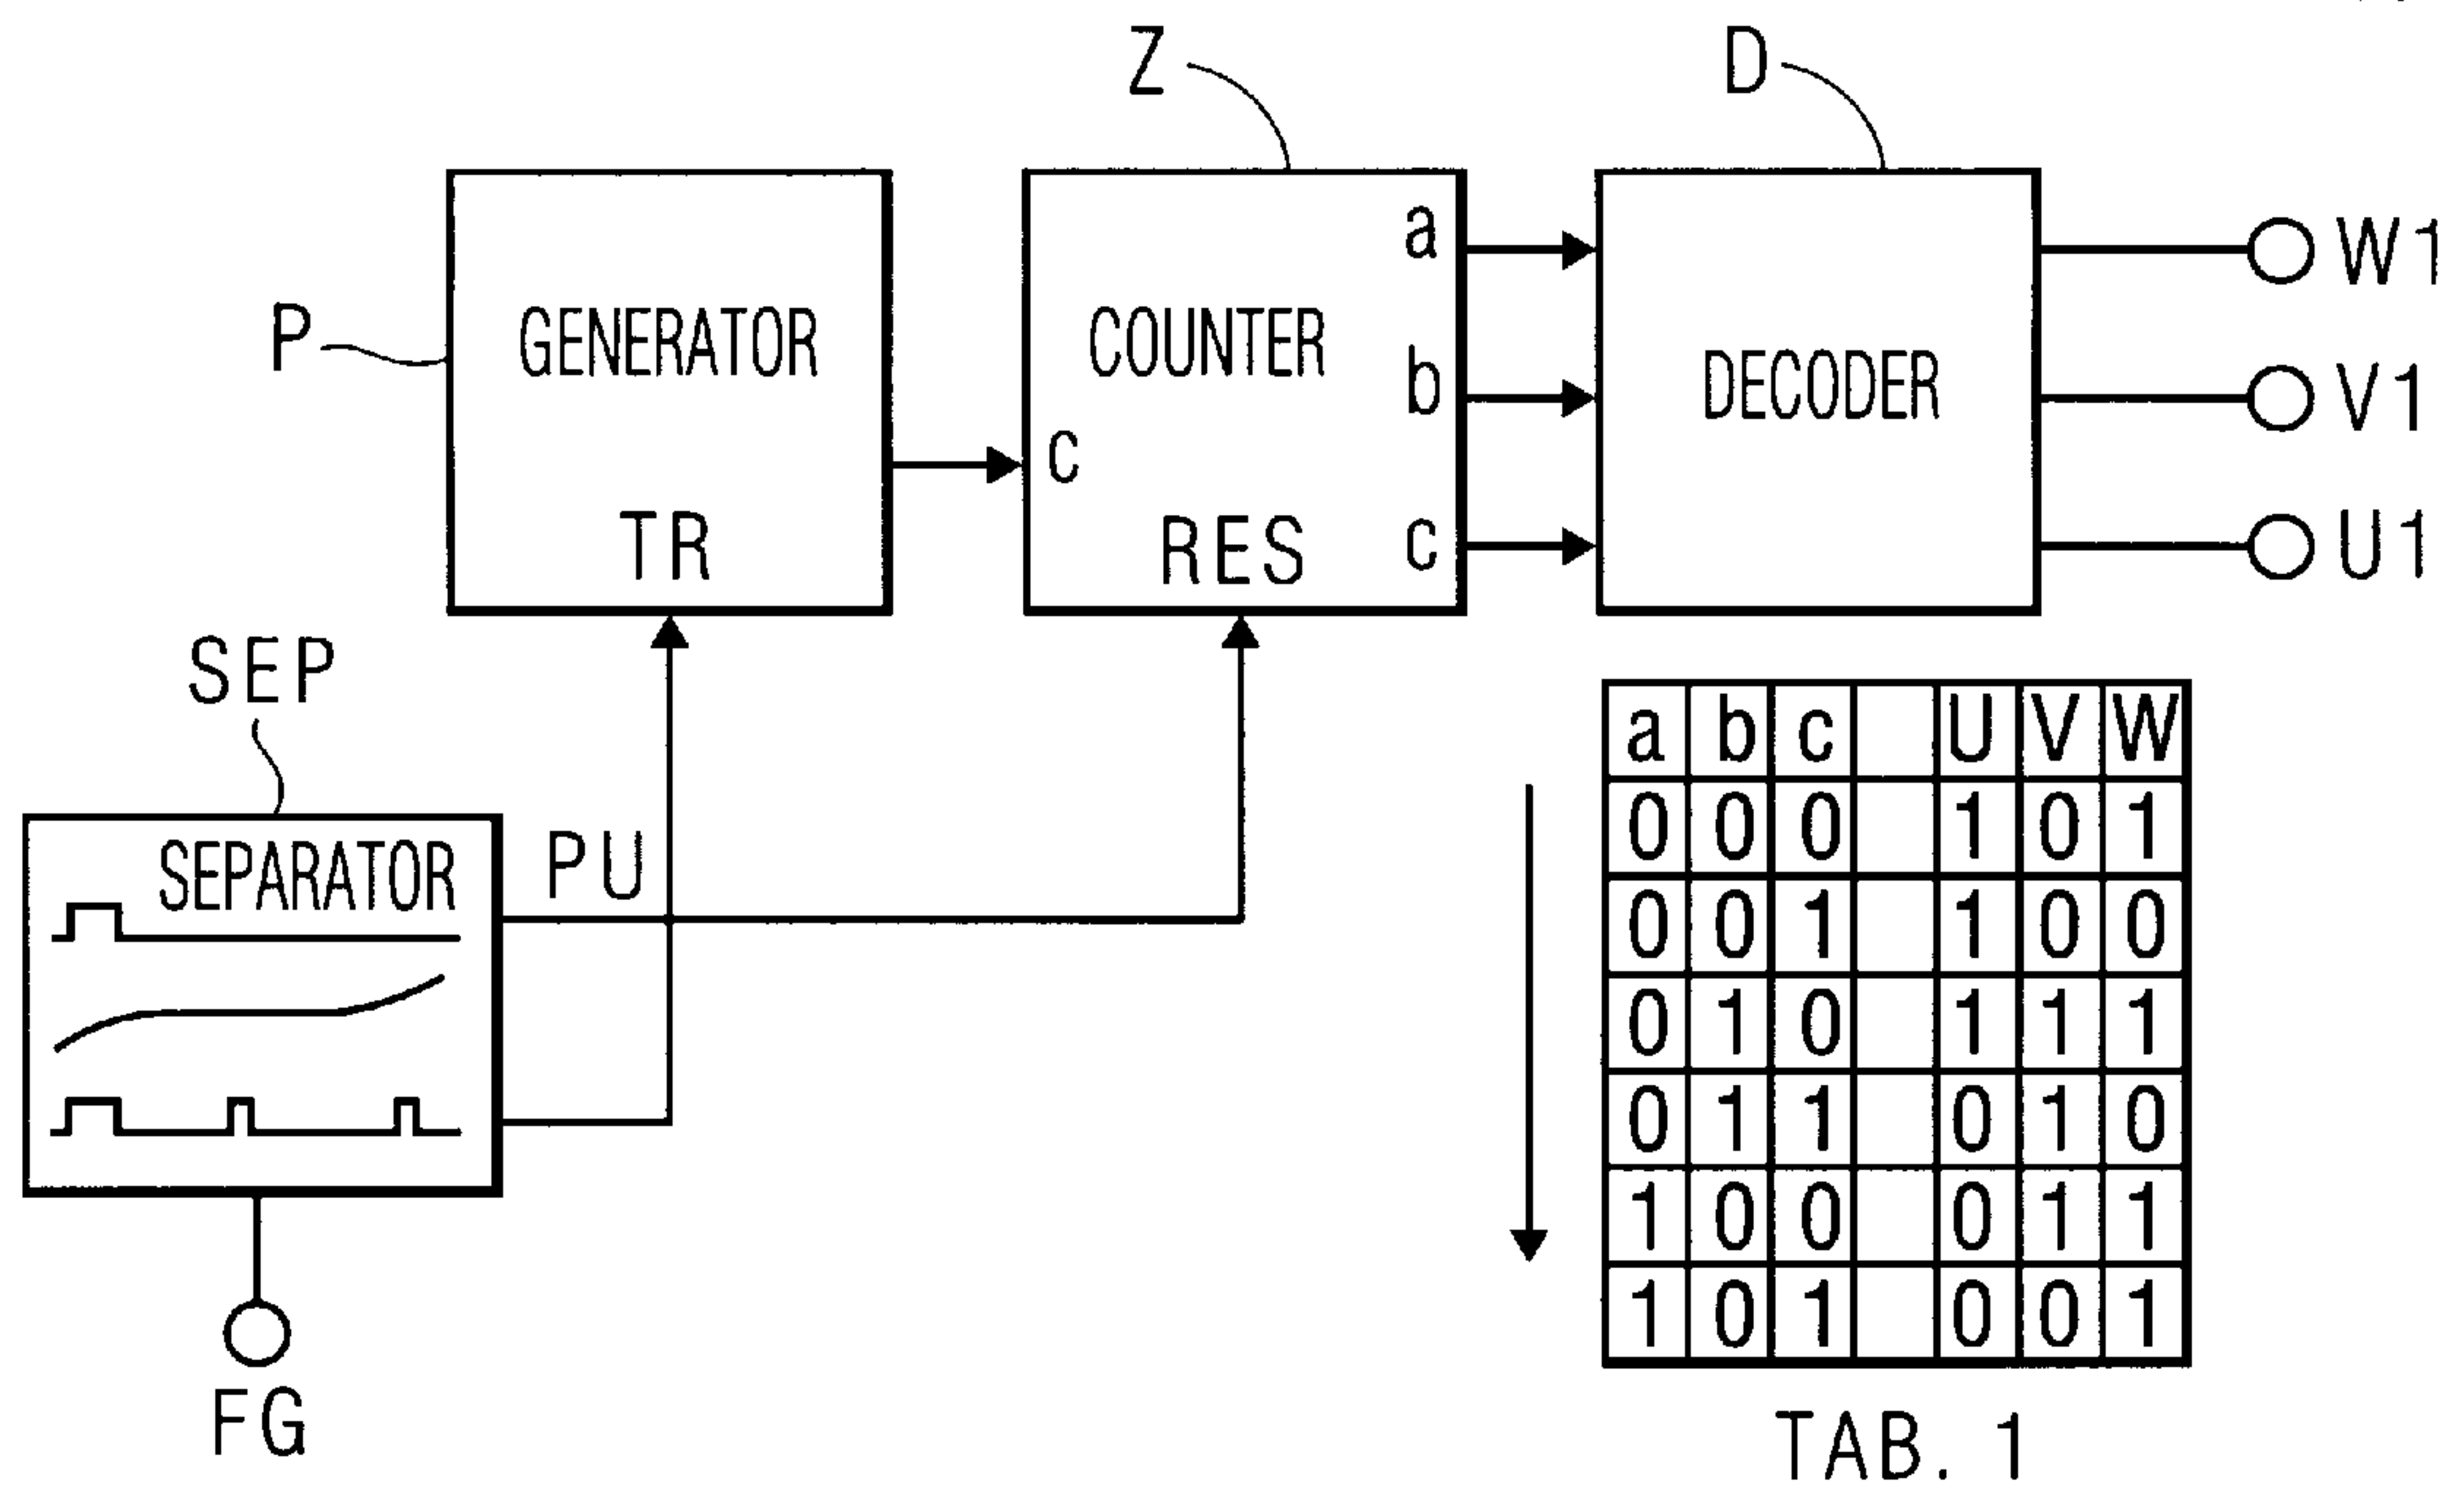 Z
D
P
GENERATOR
TR
c
COUNTER
RES
a
b
c
DECODER
W1
V1
U1
SEP
SEPARATOR
PU
FG
a b c U V W
0 0 0 1 0 1
0 0 1 1 0 0
0 1 0 1 1 1
0 1 1 0 1 0
1 0 0 0 1 1
1 0 1 0 0 1
TAB. 1